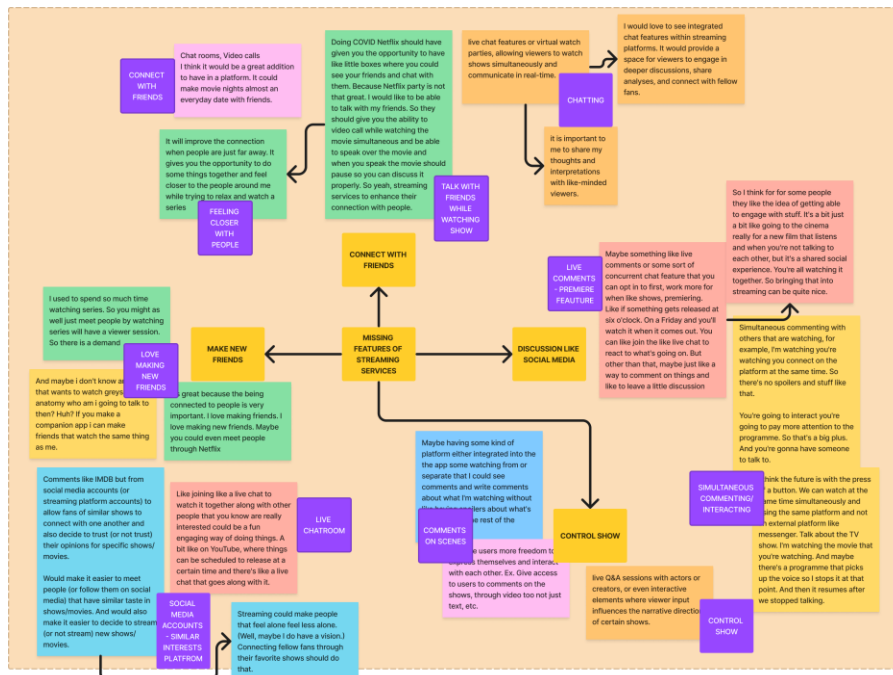 CONNECT
WITH
FRIENDS
Chat rooms, Video calls
I think it would be a great addition
to have in a platform. It could
make movie nights almost an
everyday date with friends.
Doing COVID Netflix should have
given you the opportunity to have
like little boxes where you could
see your friends and chat with
them. Because Netflix party is
not that great. I would like to be
able to talk with my friends. So they
should give you the ability to
video call while watching the
movie simultaneous and be able
to speak over the movie and
when you speak the movie should
pause so you can discuss it
properly. So yeah, streaming
services to enhance their
connection with people.
TALK WITH
FRIENDS
WHILE
WATCHING
SHOW
It will improve the connection
when people are just far away. It
gives you the opportunity to do
some things together and feel
closer to the people around me
while trying to relax and watch a
series
FEELING
CLOSER
WITH
PEOPLE
live chat features or virtual watch
parties, allowing viewers to watch
shows simultaneously and
communicate in real-time.
CHATTING
I would love to see integrated
chat features within streaming
platforms. It would provide a
space for viewers to engage in
deeper discussions, share
analyses, and connect with fellow
fans.
it is important to
me to share my
thoughts and
interpretations
with like-minded
viewers.
CONNECT WITH
FRIENDS
MAKE NEW
FRIENDS
MISSING
FEATURES OF
STREAMING
SERVICES
DISCUSSION LIKE
SOCIAL MEDIA
CONTROL SHOW
I used to spend so much time
watching series. So you might as
well just meet people by watching
series will have a viewer session.
So there is a demand
LOVE
MAKING
NEW
FRIENDS
And maybe i don't know
that wants to watch greys
anatomy who am i going to talk to
then? Huh? If you make a
companion app i can make
friends that watch the same thing
as me.
great because the being
connected to people is very
important. I love making friends. I
love making new friends. Maybe
you could even meet people
through Netflix
LIVE
COMMENTS
- PREMIERE
FEAUTURE
Maybe something like live
comments or some sort of
concurrent chat feature that you
can opt in to first, work more for
when like shows, premiering.
Like if something gets released at
six o'clock. On a Friday and you'll
watch it when it comes out. You
can like join the like live chat to
react to what's going on. But
other than that, maybe just like a
way to comment on things and
like to leave a little discussion
So I think for for some people
they like the idea of getting able
to engage with stuff. It's a bit just
a bit like going to the cinema
really for a new film that listens
and when you're not talking to
each other, but it's a shared social
experience. You're all watching it
together. So bringing that into
streaming can be quite nice.
Simultaneous commenting with
others that are watching, for
example, I'm watching you're
watching you connect on the
platform at the same time. So
there's no spoilers and stuff like
that.
You're going to interact you're
going to pay more attention to the
programme. So that's a big plus.
And you're gonna have someone
to talk to.
SIMULTANEOUS
COMMENTING/
INTERACTING
think the future is with the press
a button. We can watch at the
same time simultaneously and
using the same platform and not
external platform like
messenger. Talk about the TV
show. I'm watching the movie that
you're watching. And maybe
there's a programme that picks
up the voice so I stops it at that
point. And then it resumes after
we stopped talking.
Comments like IMDB but from
social media accounts (or
streaming platform accounts) to
allow fans of similar shows to
connect with one another and
also decide to trust (or not trust)
their opinions for specific shows/
movies.
Would make it easier to meet
people (or follow them on social
media) that have similar taste in
shows/movies. And would also
make it easier to decide to stream
(or not stream) new shows/
movies.
Like joining like a live chat to
watch it together along with other
people that you know are really
interested could be a fun
engaging way of doing things. A
bit like on YouTube, where things
can be scheduled to release at a
certain time and there's like a live
chat that goes along with it.
LIVE
CHATROOM
SOCIAL
MEDIA
ACCOUNTS
- SIMILAR
INTERESTS
PLATFROM
Streaming could make people
that feel alone feel less alone.
(Well, maybe I do have a vision.)
Connecting fellow fans through
their favorite shows should do
that.
Maybe having some kind of
platform either integrated into the
the app some watching from or
separate that I could see
comments and write comments
about what I'm watching without
spoilers about what's
the rest of the
COMMENTS
ON SCENES
users more freedom to
themselves and interact
with each other. Ex. Give access
to users to comments on the
shows, through video too not
just text, etc.
live Q&A sessions with actors or
creators, or even interactive
elements where viewer input
influences the narrative direction
of certain shows.
CONTROL
SHOW